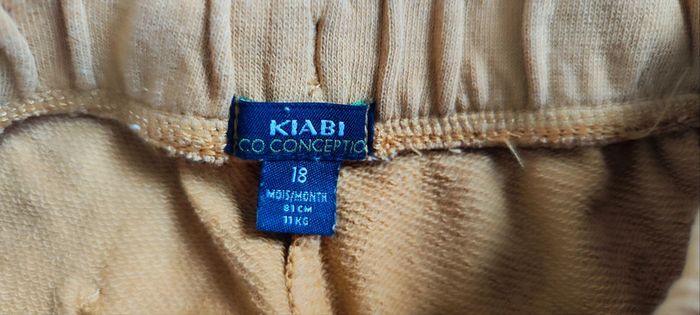 KIABI
CO CONCEPTIO
18
MOIS/MONTH
81 CM
11 KG